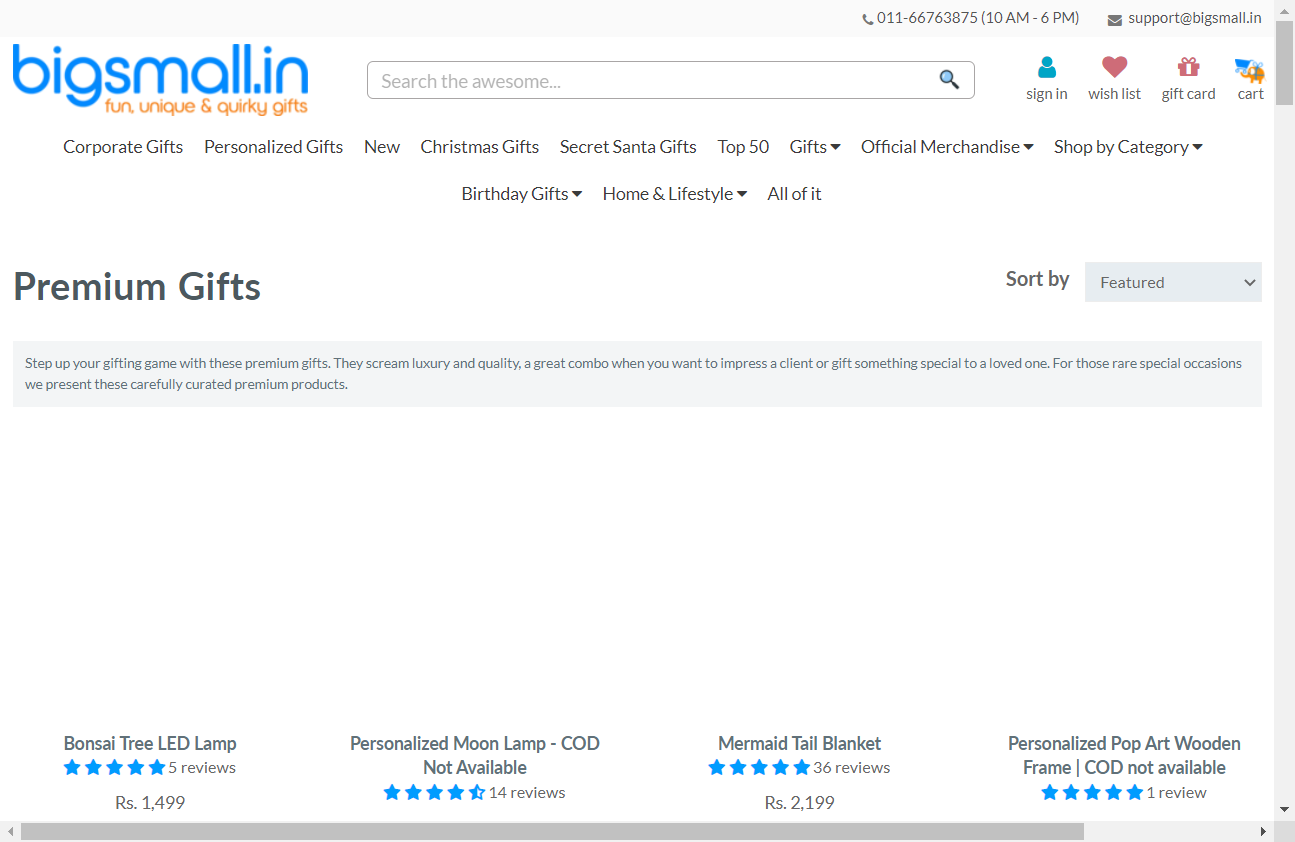 011-66763875 (10 AM - 6 PM) support@bigsmall.in
bigsmall.in
fun, unique & quirky gifts
Search the awesome...
sign in wish list gift card cart
Corporate Gifts Personalized Gifts New Christmas Gifts Secret Santa Gifts Top 50 Gifts Official Merchandise Shop by Category
Birthday Gifts Home & Lifestyle All of it
Premium Gifts
Sort by Featured
Step up your gifting game with these premium gifts. They scream luxury and quality, a great combo when you want to impress a client or gift something special to a loved one. For those rare special occasions
we present these carefully curated premium products.
Bonsai Tree LED Lamp
5 reviews
Rs. 1,499
Personalized Moon Lamp - COD
Not Available
14 reviews
Mermaid Tail Blanket
36 reviews
Rs. 2,199
Personalized Pop Art Wooden
Frame | COD not available
1 review